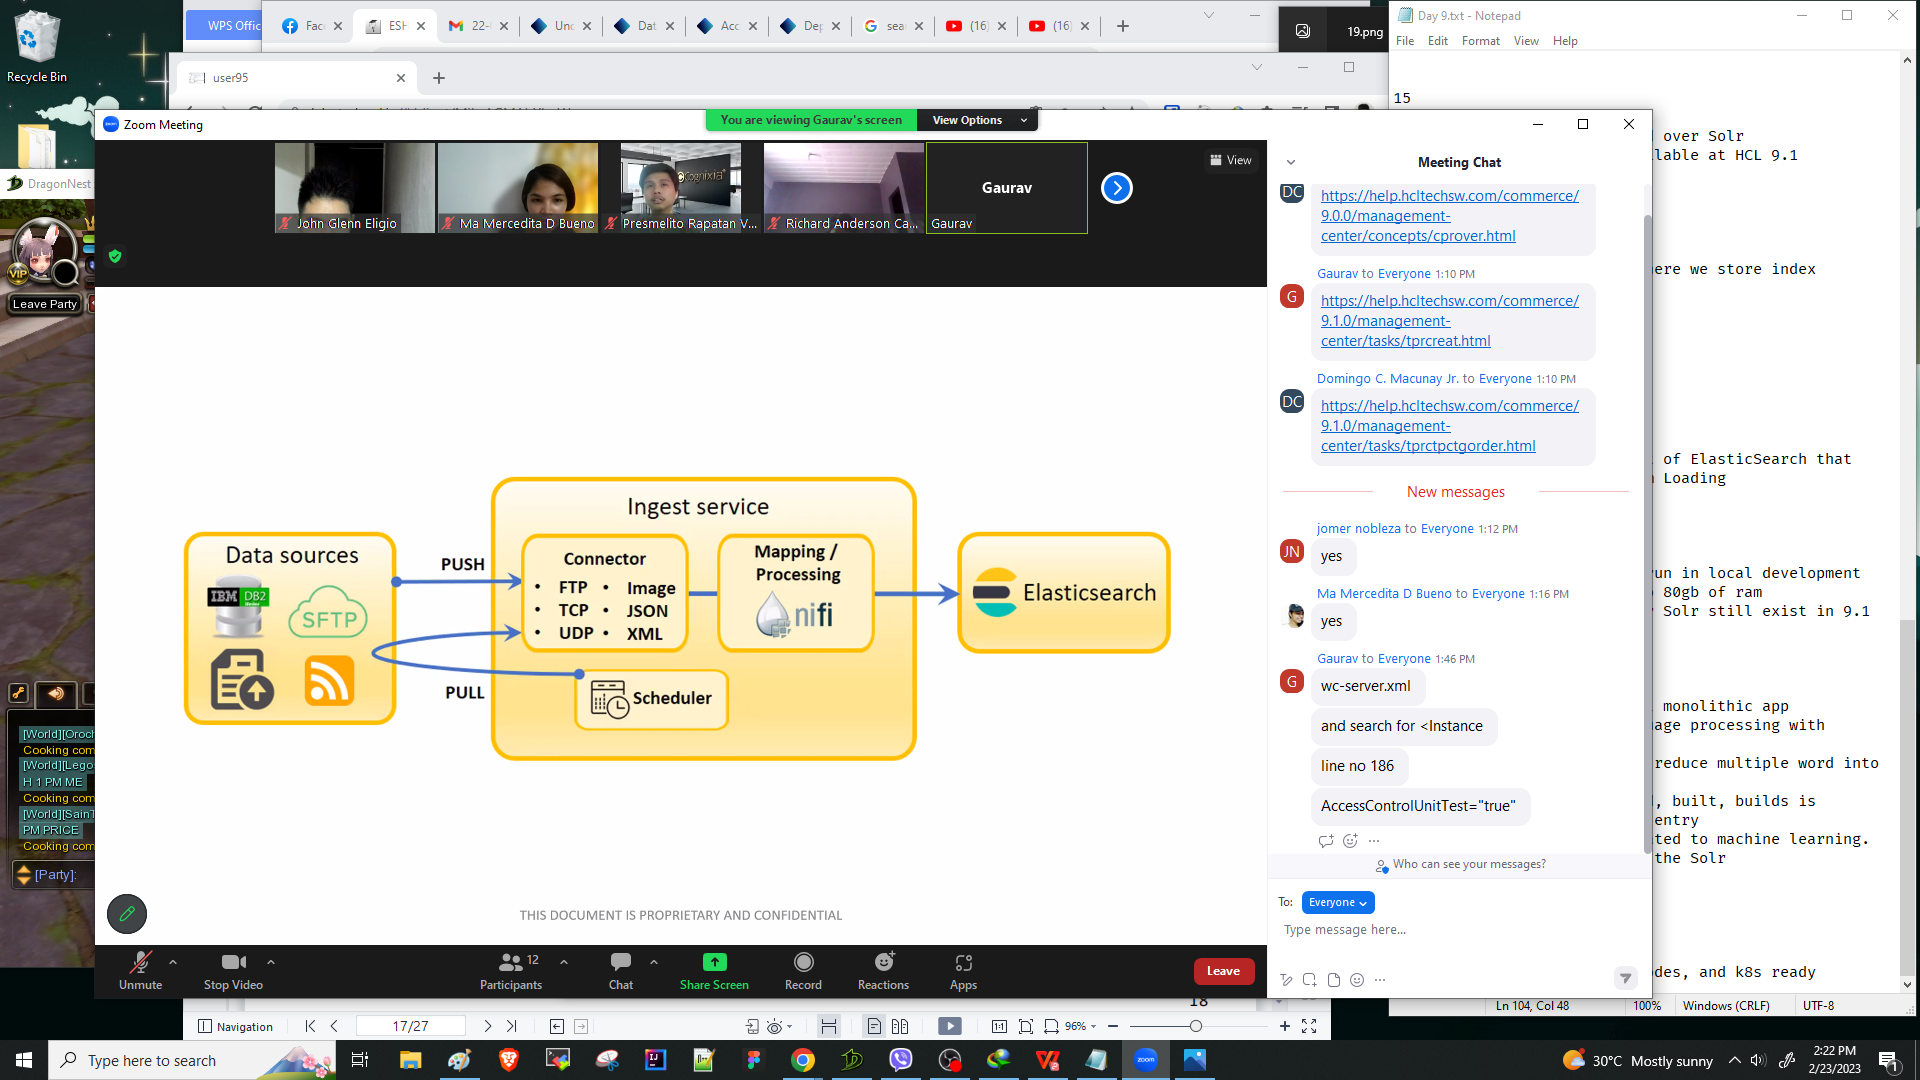 Recycle Bin
WPS Offic
Fac
ESH
22-
Unc
Dat
Acc
Dep
sea
(16)
(16)
19.png
user95
Day 9.txt - Notepad
File Edit Format View Help
15
over Solr
lable at HCL 9.1
ere we store index
of ElasticSearch that
Loading
run in local development
80gb of ram
Solr still exist in 9.1
monolithic app
age processing with
reduce multiple word into
, built, builds is
entry
ted to machine learning.
the Solr
odes, and k8s ready
Ln 104, Col 48
100%
Windows (CRLF)
UTF-8
DragonNest
VIP
Leave Party
[World][Oroch
Cooking com
[World][Legos
H 1 PM ME
Cooking com
[World][SainT
PM PRICE
Cooking com
[Party]:
Zoom Meeting
You are viewing Gaurav's screen
View Options
View
John Glenn Eligio
Ma Mercedita D Bueno
Cognixia
Presmelito Rapatan V...
Richard Anderson Ca...
Gaurav
Gaurav
Data sources
IBM DB2
SFTP
PUSH
PULL
Ingest service
Connector
• FTP • Image
• TCP • JSON
• UDP • XML
Mapping /
Processing
nifi
Scheduler
Elasticsearch
THIS DOCUMENT IS PROPRIETARY AND CONFIDENTIAL
Unmute
Stop Video
Participants
12
Chat
Share Screen
Record
Reactions
Apps
Leave
Meeting Chat
DC
https://help.hcltechsw.com/commerce/
9.0.0/management-
center/concepts/cprover.html
Gaurav to Everyone 1:10 PM
G
https://help.hcltechsw.com/commerce/
9.1.0/management-
center/tasks/tprcreat.html
Domingo C. Macunay Jr. to Everyone 1:10 PM
DC
https://help.hcltechsw.com/commerce/
9.1.0/management-
center/tasks/tprctpctgorder.html
New messages
jomer nobleza to Everyone 1:12 PM
JN
yes
Ma Mercedita D Bueno to Everyone 1:16 PM
yes
Gaurav to Everyone 1:46 PM
G
wc-server.xml
and search for <Instance
line no 186
AccessControlUnitTest="true"
Who can see your messages?
To: Everyone
Type message here...
18
Navigation
17/27
96%
Type here to search
30°C Mostly sunny
2:22 PM
2/23/2023
1